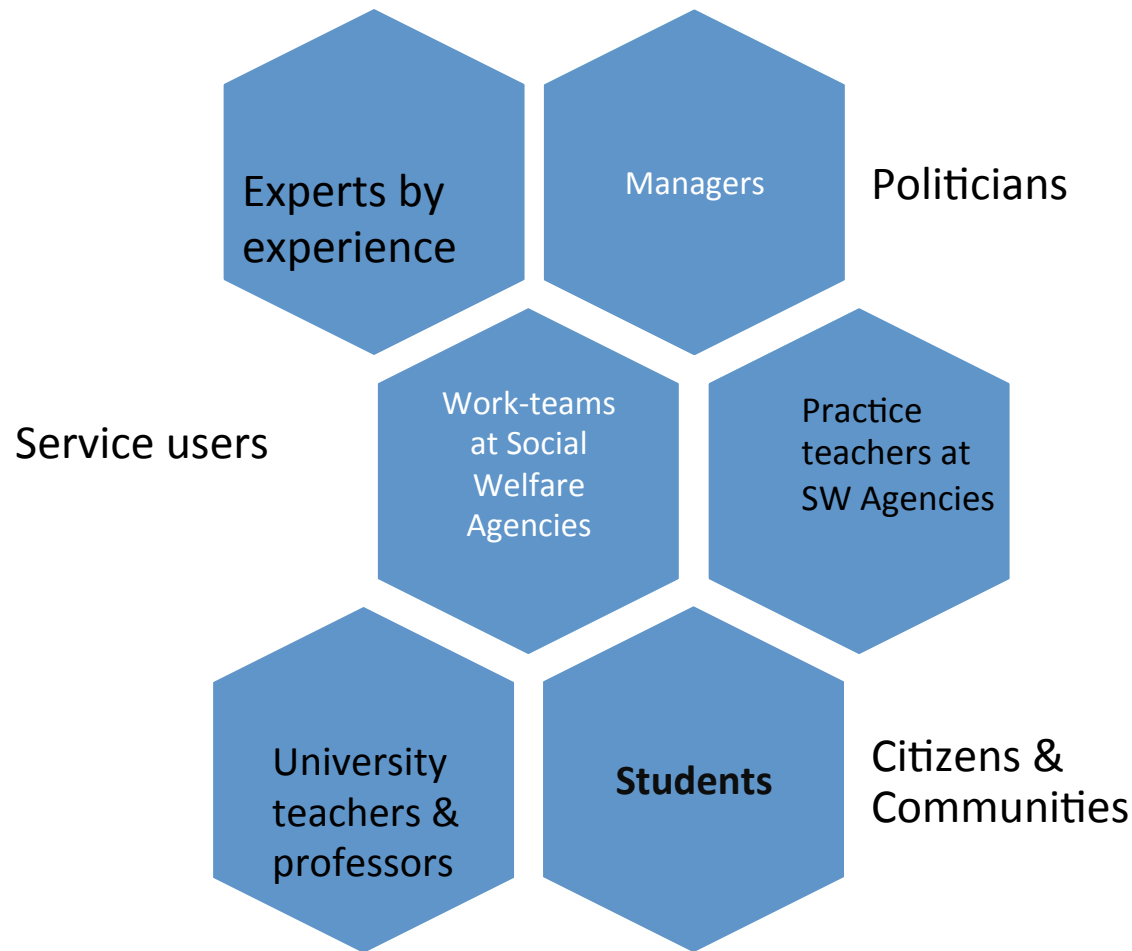 Experts by
experience
Managers
Politicians
Service users
Work-teams
at Social
Welfare
Agencies
Practice
teachers at
SW Agencies
University
teachers &
professors
Students
Citizens &
Communities